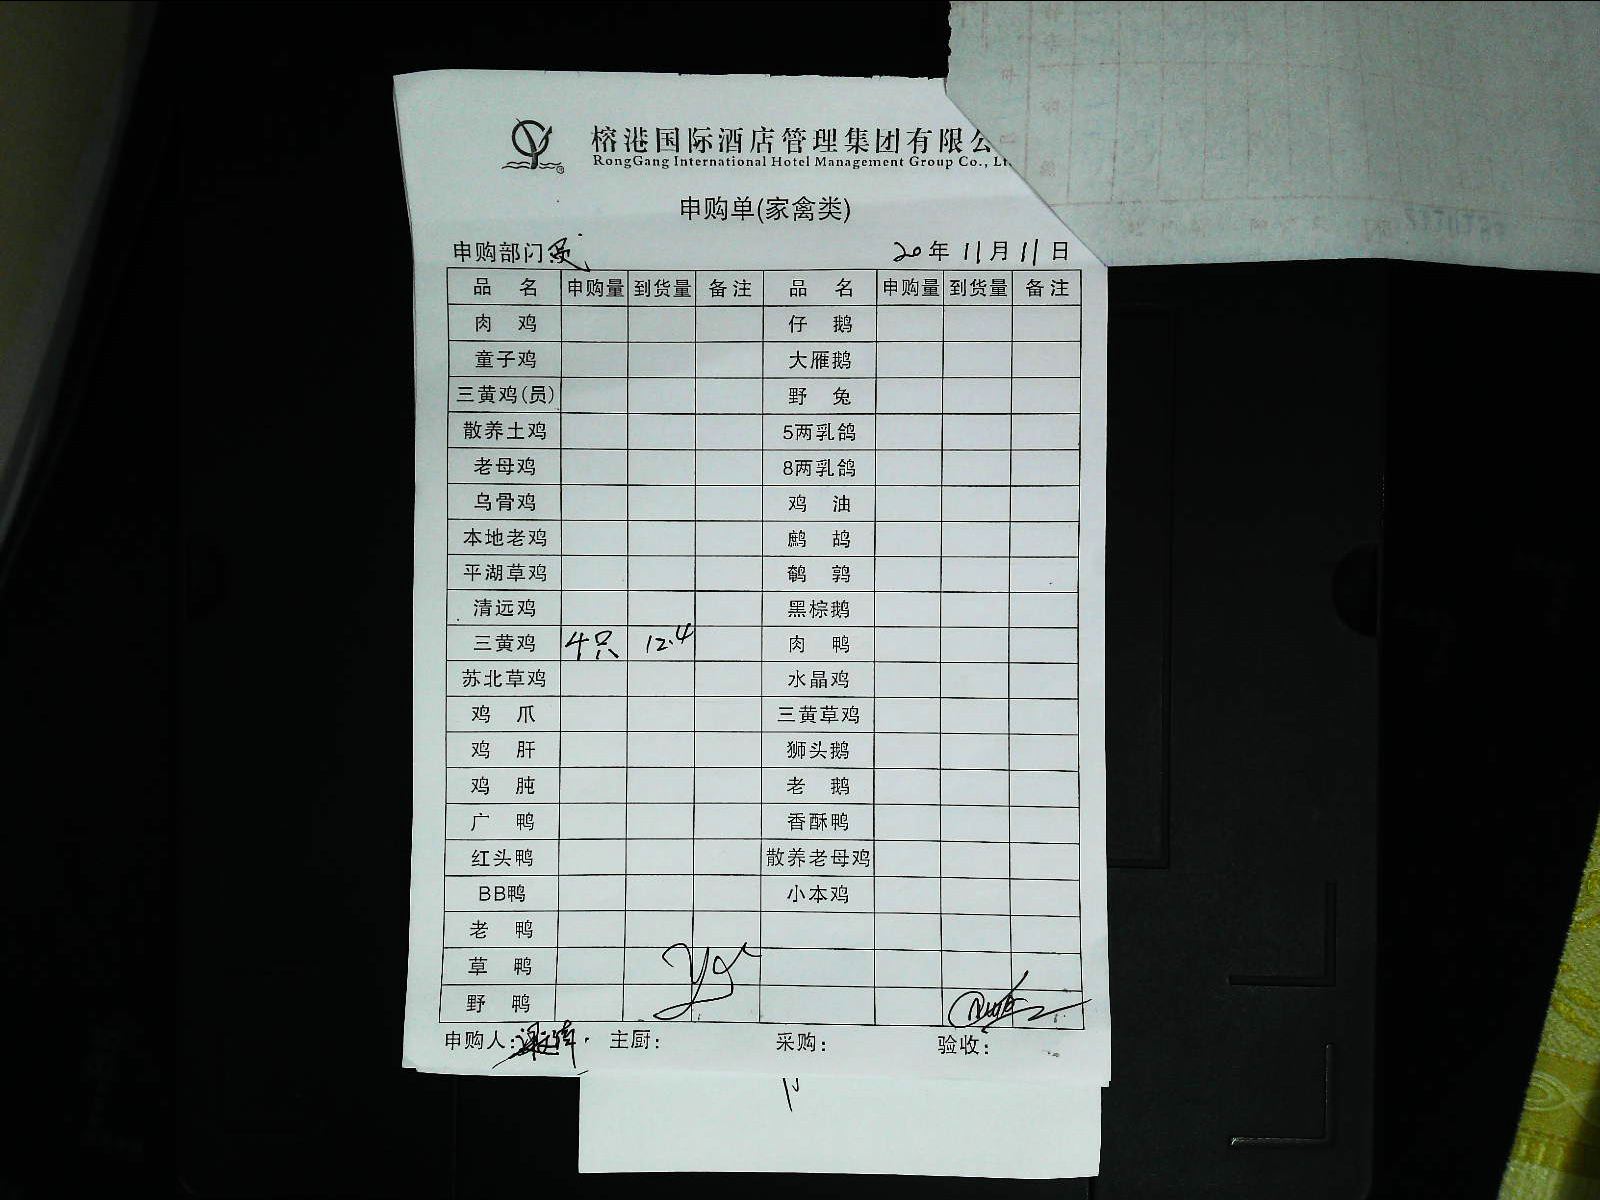 榕港国际酒店管理集团有限公
RongGang International Hotel Management Group Co., Lt
申购单(家禽类)
申购部门 20年11月11日
品名 申购量 到货量 备注 品名 申购量 到货量 备注
肉鸡 仔鹅
童子鸡 大雁鹅
三黄鸡(员) 野兔
散养土鸡 5两乳鸽
老母鸡 8两乳鸽
乌骨鸡 鸡油
本地老鸡 鹧鸪
平湖草鸡 鹌鹑
清远鸡 黑棕鹅
三黄鸡 4只 12.4 肉鸭
苏北草鸡 水晶鸡
鸡爪 三黄草鸡
鸡肝 狮头鹅
鸡肫 老鹅
广鸭 香酥鸭
红头鸭 散养老母鸡
BB鸭 小本鸡
老鸭
草鸭
野鸭
申购人: 主厨: 采购: 验收: